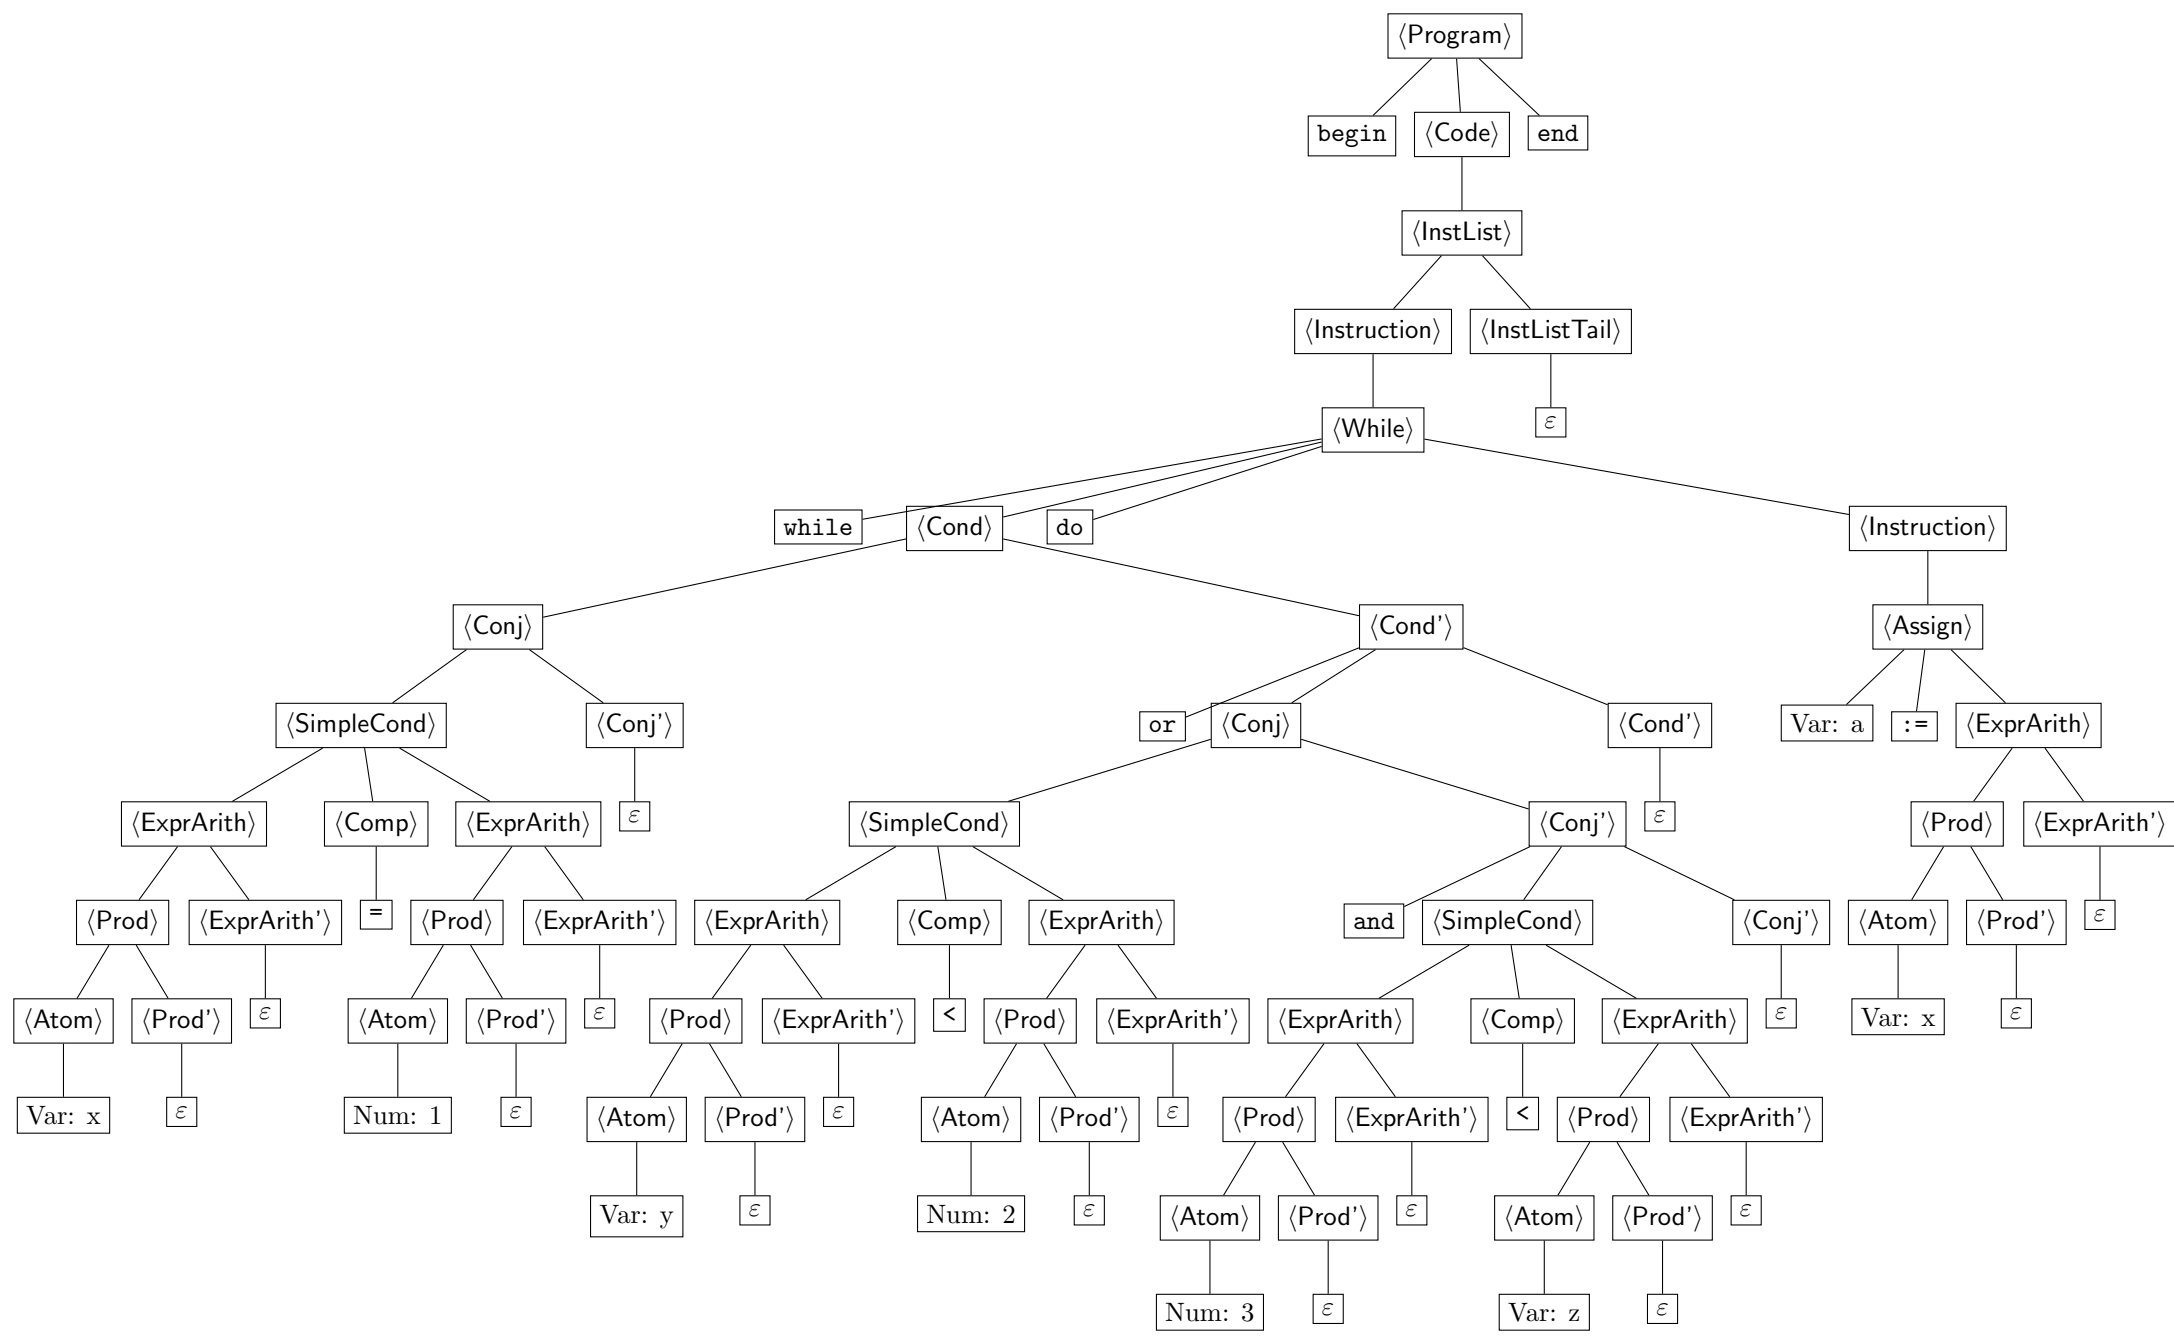 ⟨Program⟩
begin ⟨Code⟩ end
⟨InstList⟩
⟨Instruction⟩ ⟨InstListTail⟩
⟨While⟩ ε
while ⟨Cond⟩ do ⟨Instruction⟩
⟨Conj⟩ ⟨Cond'⟩ ⟨Assign⟩
⟨SimpleCond⟩ ⟨Conj'⟩ or ⟨Conj⟩ ⟨Cond'⟩ Var: a := ⟨ExprArith⟩
⟨ExprArith⟩ ⟨Comp⟩ ⟨ExprArith⟩ ε ⟨SimpleCond⟩ ⟨Conj'⟩ ε ⟨Prod⟩ ⟨ExprArith'⟩
⟨Prod⟩ ⟨ExprArith'⟩ = ⟨Prod⟩ ⟨ExprArith'⟩ ⟨ExprArith⟩ ⟨Comp⟩ ⟨ExprArith⟩ and ⟨SimpleCond⟩ ⟨Conj'⟩ ⟨Atom⟩ ⟨Prod'⟩ ε
⟨Atom⟩ ⟨Prod'⟩ ε ⟨Atom⟩ ⟨Prod'⟩ ε ⟨Prod⟩ ⟨ExprArith'⟩ < ⟨Prod⟩ ⟨ExprArith'⟩ ⟨ExprArith⟩ ⟨Comp⟩ ⟨ExprArith⟩ ε Var: x ε
Var: x ε Num: 1 ε ⟨Atom⟩ ⟨Prod'⟩ ε ⟨Atom⟩ ⟨Prod'⟩ ε ⟨Prod⟩ ⟨ExprArith'⟩ < ⟨Prod⟩ ⟨ExprArith'⟩
Var: y ε Num: 2 ε ⟨Atom⟩ ⟨Prod'⟩ ε ⟨Atom⟩ ⟨Prod'⟩ ε
Num: 3 ε Var: z ε